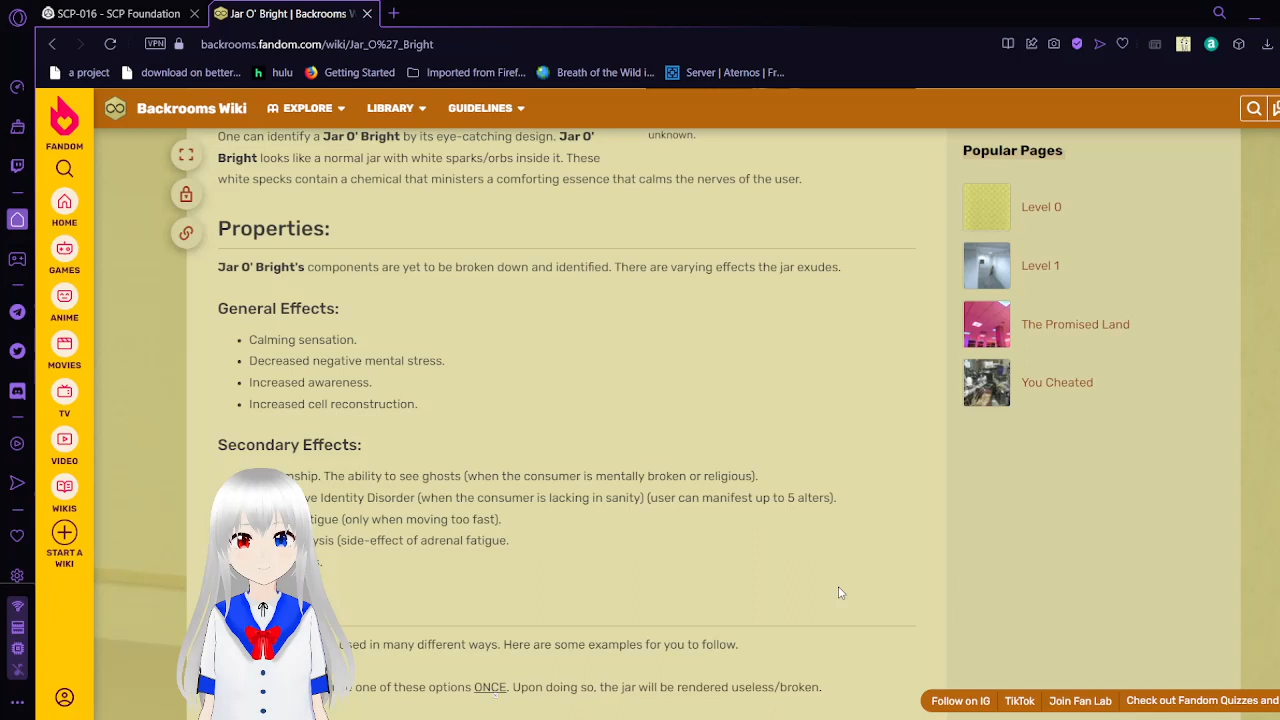 SCP-016 - SCP Foundation
Jar O' Bright | Backrooms W
VPN
backrooms.fandom.com/wiki/Jar_O%27_Bright
a project
download on better...
hulu
Getting Started
Imported from Firef...
Breath of the Wild i...
Server | Aternos | Fr...
FANDOM
HOME
GAMES
ANIME
MOVIES
TV
VIDEO
WIKIS
START A
WIKI
Backrooms Wiki
EXPLORE
LIBRARY
GUIDELINES
One can identify a Jar O' Bright by its eye-catching design. Jar O'
Bright looks like a normal jar with white sparks/orbs inside it. These
white specks contain a chemical that ministers a comforting essence that calms the nerves of the user.
unknown.
Properties:
Jar O' Bright's components are yet to be broken down and identified. There are varying effects the jar exudes.
General Effects:
Calming sensation.
Decreased negative mental stress.
Increased awareness.
Increased cell reconstruction.
Secondary Effects:
mship. The ability to see ghosts (when the consumer is mentally broken or religious).
ve Identity Disorder (when the consumer is lacking in sanity) (user can manifest up to 5 alters).
tigue (only when moving too fast).
ysis (side-effect of adrenal fatigue.
s.
sed in many different ways. Here are some examples for you to follow.
one of these options ONCE. Upon doing so, the jar will be rendered useless/broken.
Popular Pages
Level 0
Level 1
The Promised Land
You Cheated
Follow on IG
TikTok
Join Fan Lab
Check out Fandom Quizzes and